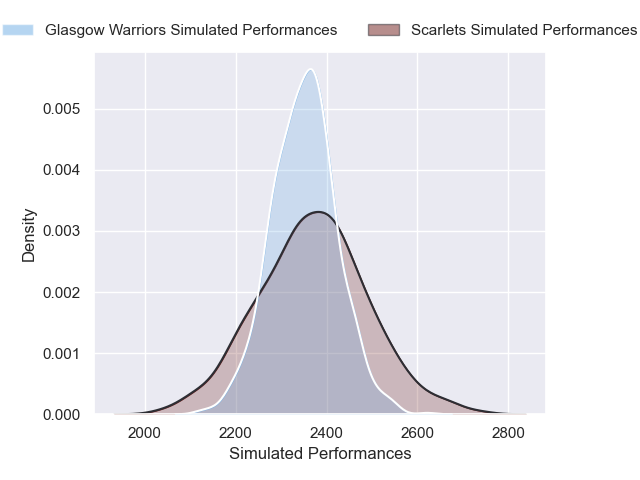 Glasgow Warriors Simulated Performances Scarlets Simulated Performances
0.005
0.004
0.003
0.002
0.001
0.000
Density
2000 2200 2400 2600 2800
Simulated Performances